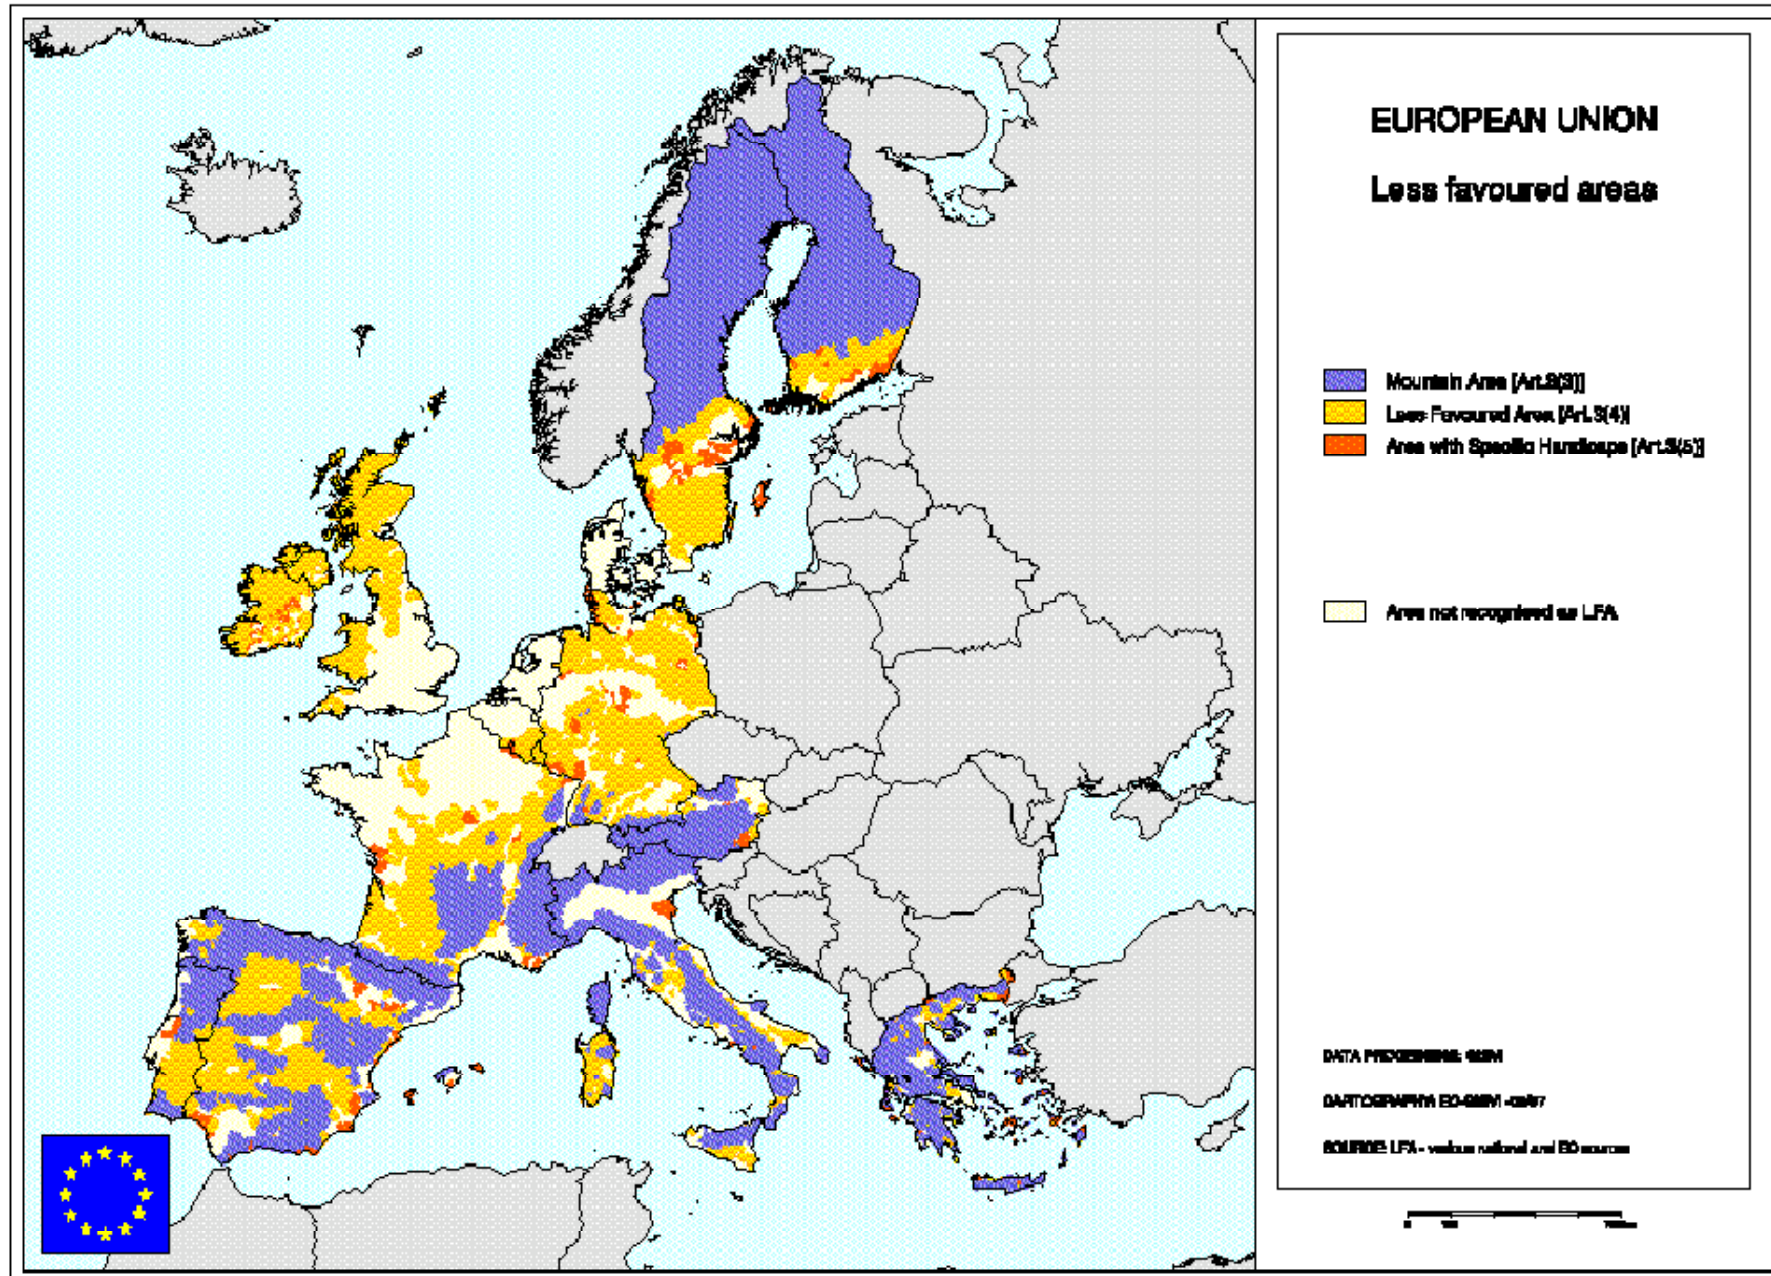 EUROPEAN UNION
Less favoured areas
Mountain Area [Art.3(3)]
Less Favoured Area [Art.3(4)]
Area with Specific Handicaps [Art.3(5)]
Area not recognised as LFA
DATA PROCESSING:
CARTOGRAPHY:
SOURCE: LFA - various national and EC sources
0